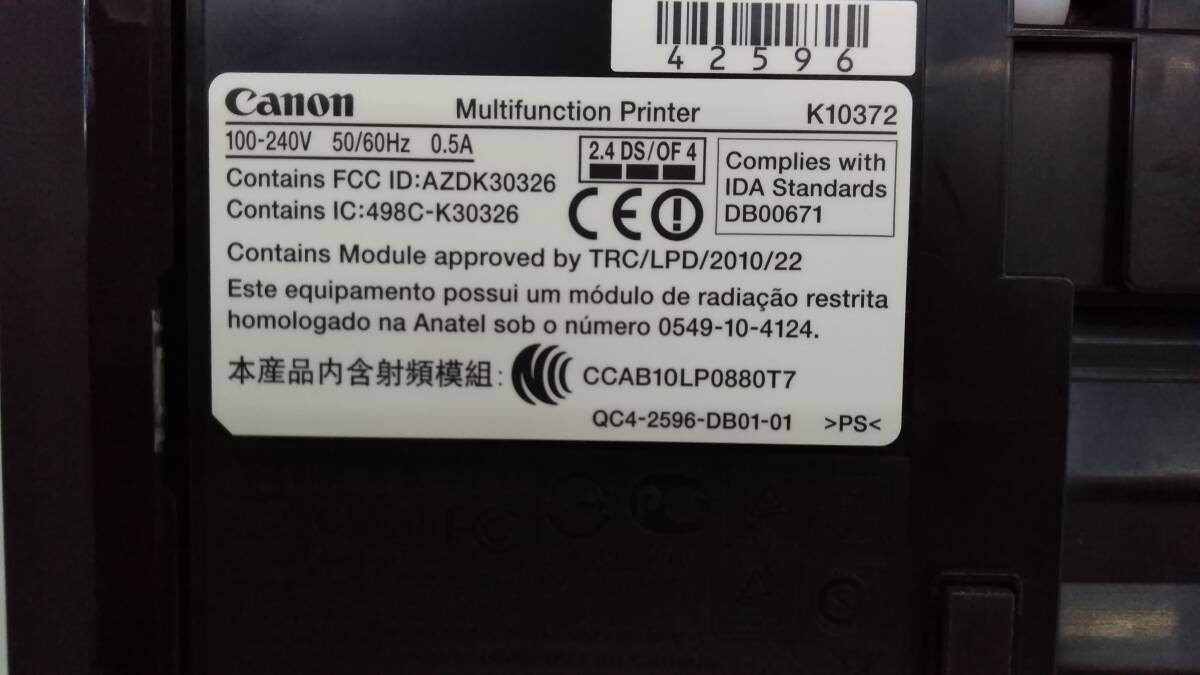 42596
Canon Multifunction Printer K10372
100-240V 50/60Hz 0.5A
2.4 DS/OF 4
Complies with
IDA Standards
DB00671
Contains FCC ID:AZDK30326
Contains IC:498C-K30326
CE
Contains Module approved by TRC/LPD/2010/22
Este equipamento possui um módulo de radiação restrita
homologado na Anatel sob o número 0549-10-4124.
本產品內含射頻模組: CCAB10LP0880T7
QC4-2596-DB01-01 >PS<